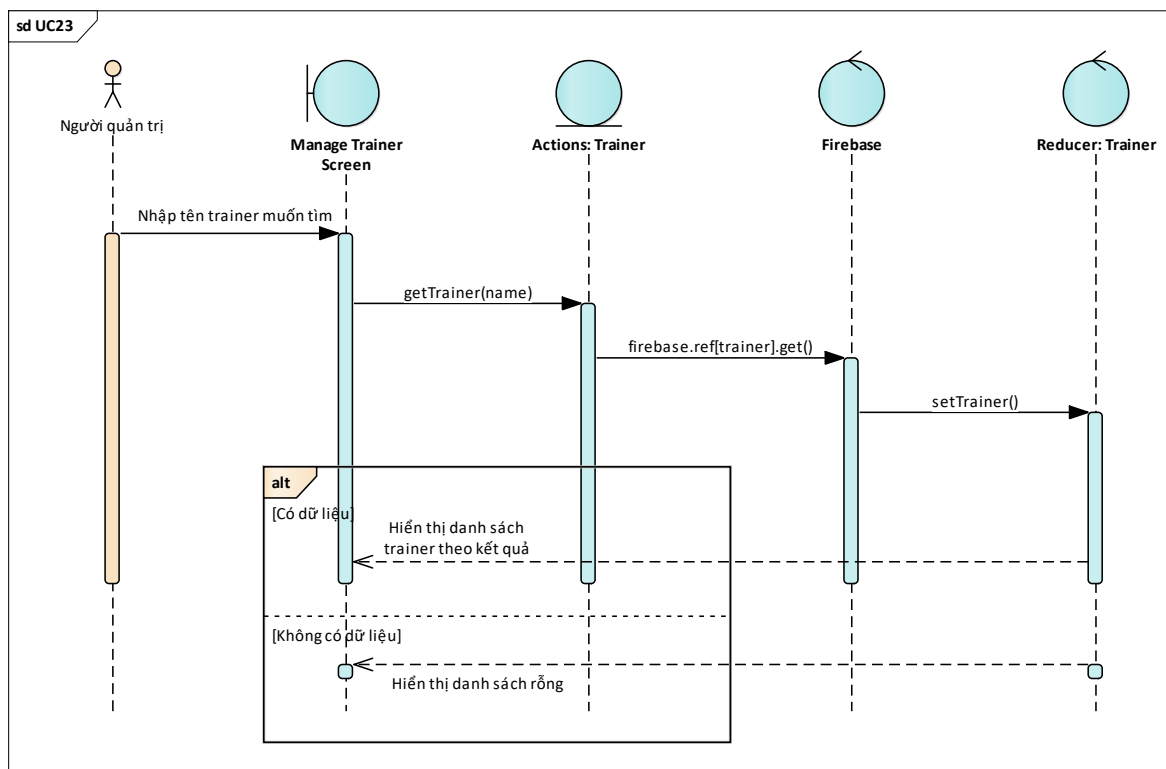 sd UC23
Người quản trị
Manage Trainer
Screen
Actions: Trainer
Firebase
Reducer: Trainer
Nhập tên trainer muốn tìm
getTrainer(name)
firebase.ref[trainer].get()
setTrainer()
alt
[Có dữ liệu]
Hiển thị danh sách
trainer theo kết quả
[Không có dữ liệu]
Hiển thị danh sách rỗng